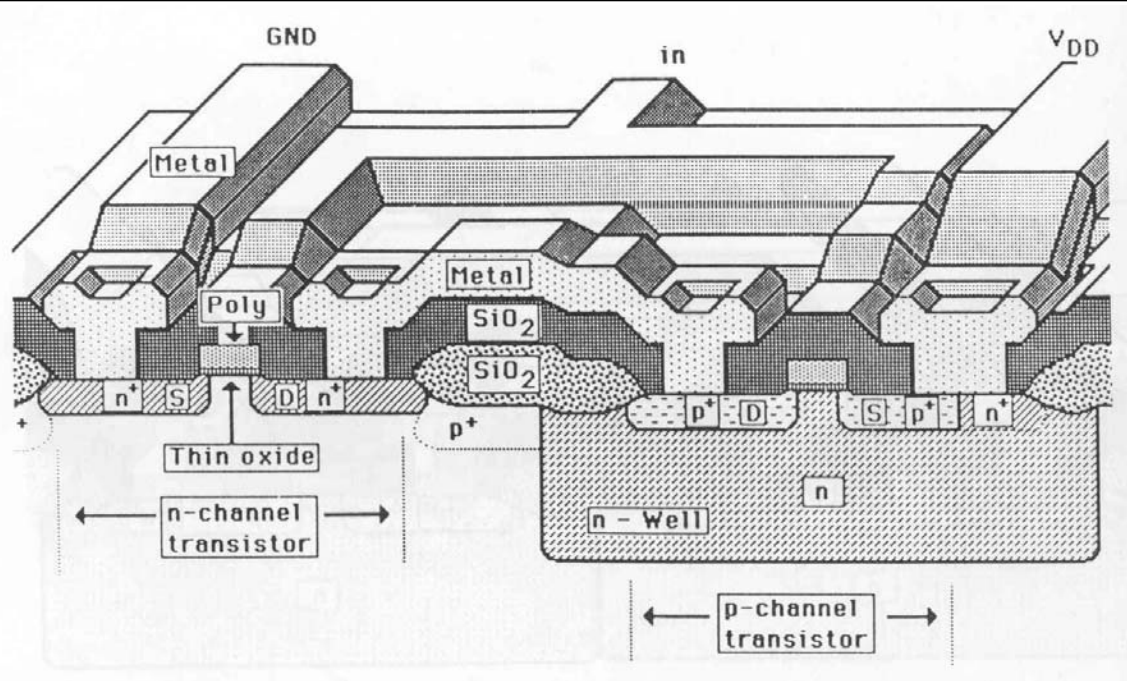 GND
in
VDD
Metal
Metal
Poly
SiO2
SiO2
n+
S
D
n+
p+
D
S
p+
n+
+
p+
Thin oxide
n
n-channel
transistor
n - Well
p-channel
transistor